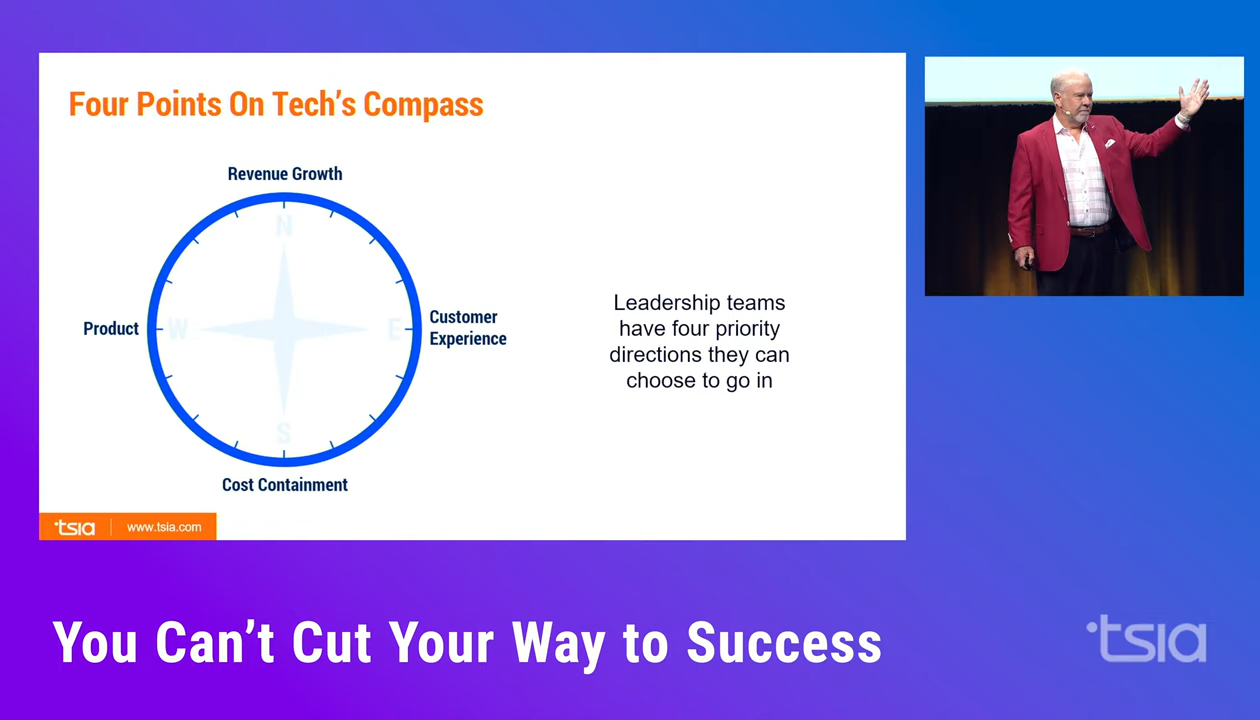 Four Points On Tech's Compass
Revenue Growth
N
Product
W
E
Customer
Experience
S
Cost Containment
Leadership teams
have four priority
directions they can
choose to go in
tsia
www.tsia.com
You Can't Cut Your Way to Success
tsia